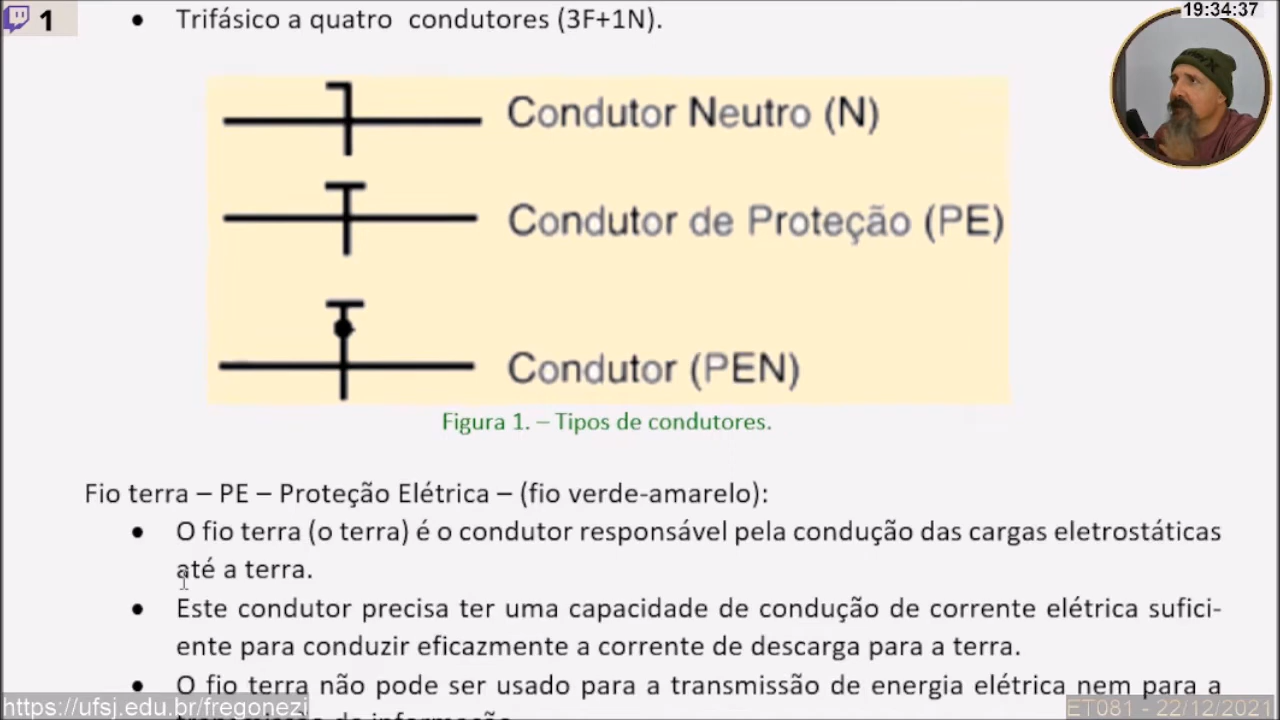 1
19:34:37
• Trifásico a quatro condutores (3F+1N).
Condutor Neutro (N)
Condutor de Proteção (PE)
Condutor (PEN)
Figura 1. – Tipos de condutores.
Fio terra – PE – Proteção Elétrica – (fio verde-amarelo):
• O fio terra (o terra) é o condutor responsável pela condução das cargas eletrostáticas
até a terra.
• Este condutor precisa ter uma capacidade de condução de corrente elétrica sufici-
ente para conduzir eficazmente a corrente de descarga para a terra.
• O fio terra não pode ser usado para a transmissão de energia elétrica nem para a
transmissão de informação.
https://ufsj.edu.br/fregonezi
ET081 - 22/12/2021